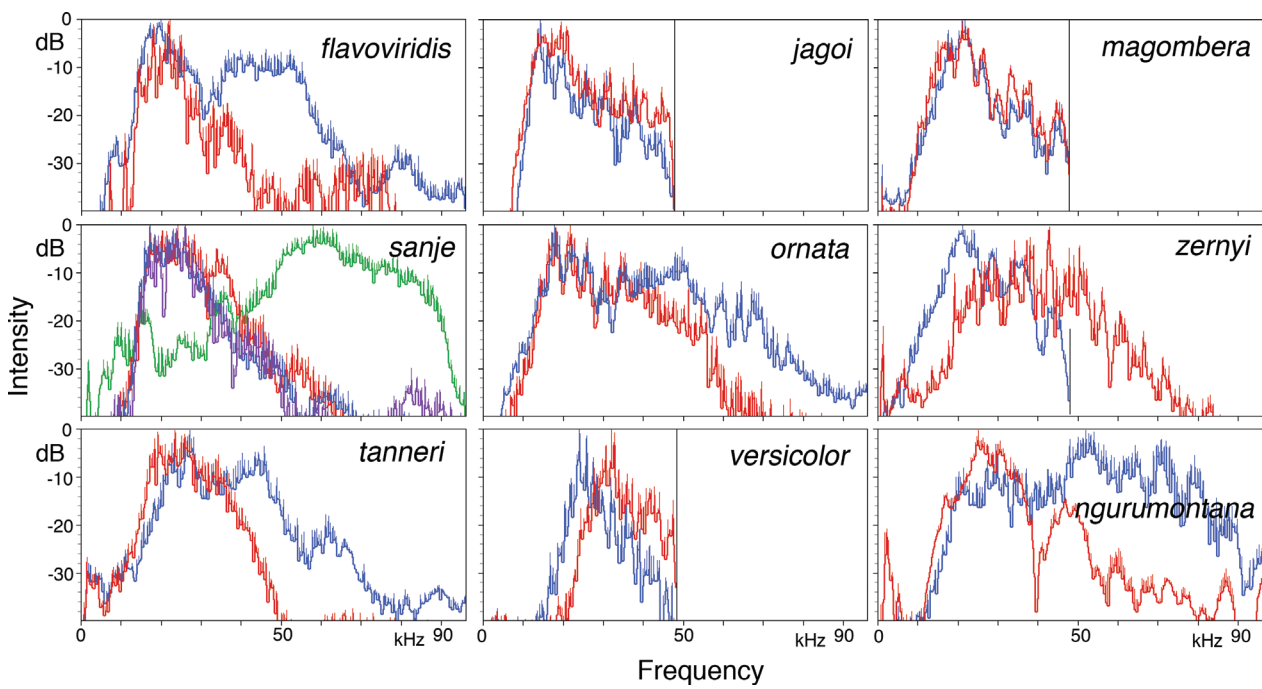 0
dB
-10
-20
-30
flavoviridis
jagoi
magombera
0
dB
-10
-20
-30
sanje
ornata
zernyi
Intensity
0
dB
-10
-20
-30
tanneri
versicolor
ngurumontana
0 50 kHz 90 0 50 kHz 90 0 50 kHz 90
Frequency